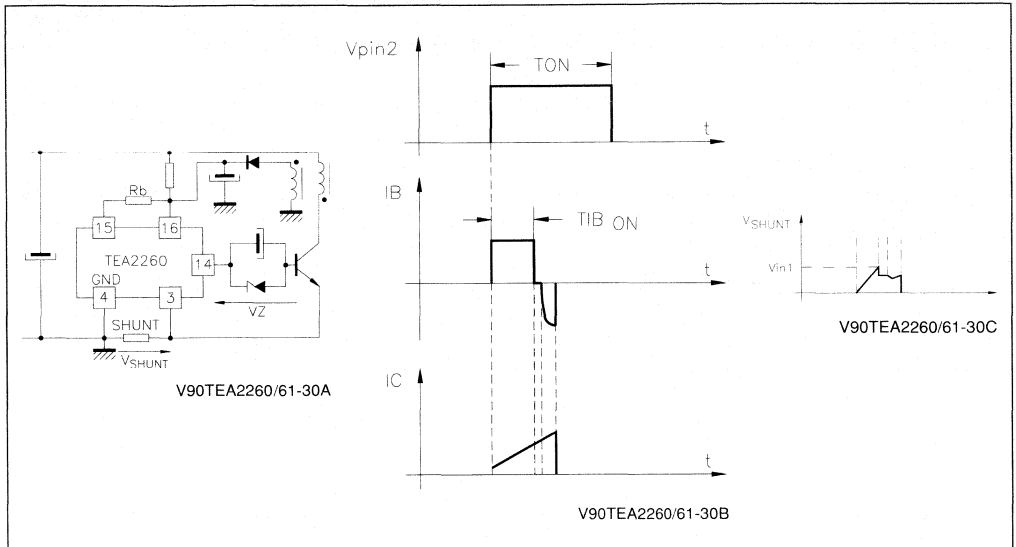 Vpin2
TON
t
IB
TIB ON
t
IC
t
V90TEA2260/61-30B
Rb
15
16
TEA2260
14
GND
4
3
SHUNT
VZ
VSHUNT
V90TEA2260/61-30A
VSHUNT
Vin1
V90TEA2260/61-30C